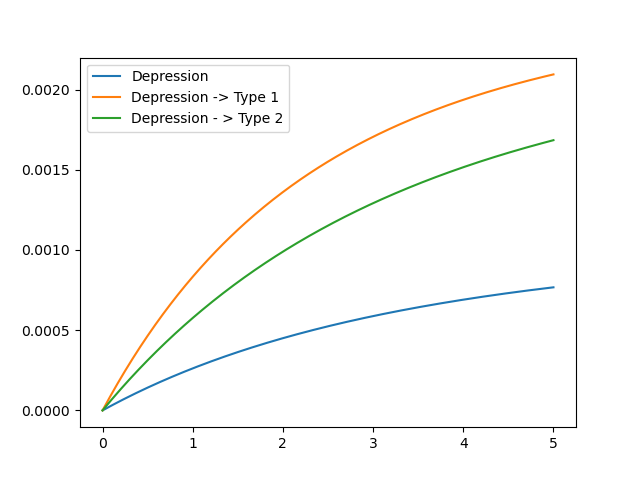 Depression
Depression -> Type 1
Depression - > Type 2
0.0020
0.0015
0.0010
0.0005
0.0000
0 1 2 3 4 5